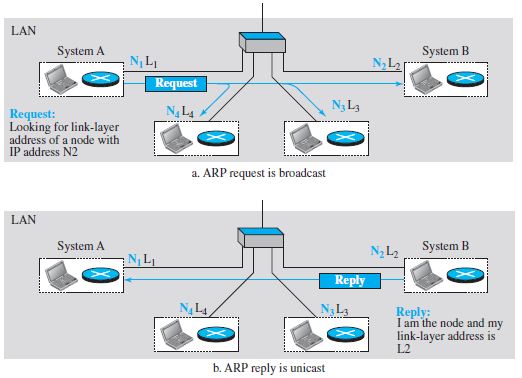 LAN
System A
System B
N1 L1
N2 L2
Request
N4 L4
N3 L3
Request:
Looking for link-layer
address of a node with
IP address N2
a. ARP request is broadcast
LAN
System A
System B
N1 L1
N2 L2
Reply
N4 L4
N3 L3
Reply:
I am the node and my
link-layer address is
L2
b. ARP reply is unicast